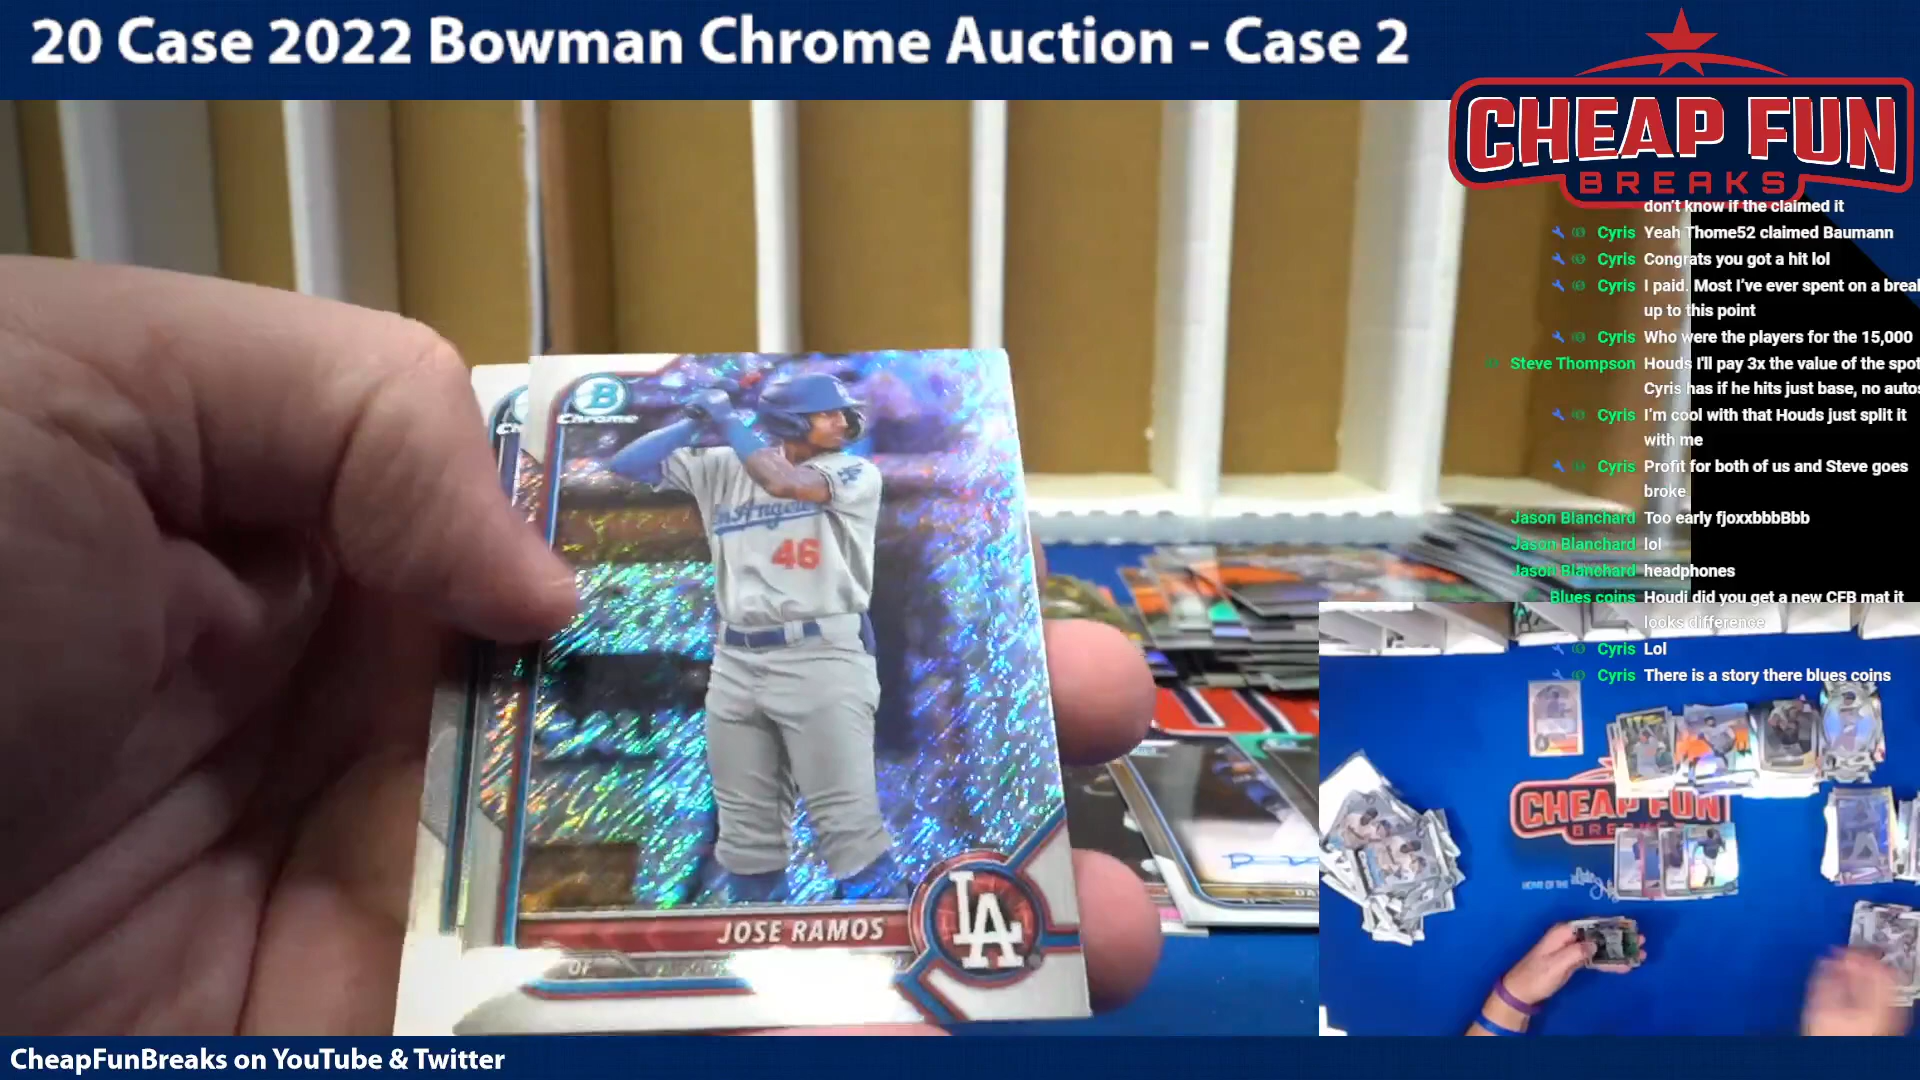 20 Case 2022 Bowman Chrome Auction - Case 2
CHEAP FUN
BREAKS
don't know if the claimed it
Cyris Yeah Thome52 claimed Baumann
Cyris Congrats you got a hit lol
Cyris I paid. Most I've ever spent on a break
up to this point
Cyris Who were the players for the 15,000
Steve Thompson Houds I'll pay 3x the value of the spot
Cyris has if he hits just base, no autos
Cyris I'm cool with that Houds just split it
with me
Cyris Profit for both of us and Steve goes
broke
Jason Blanchard Too early fjoxxbbbBbb
Jason Blanchard lol
Jason Blanchard headphones
Blues coins Houdi did you get a new CFB mat it
looks difference
Cyris Lol
Cyris There is a story there blues coins
B
Chrome
46
JOSE RAMOS
OF
LA
CHEAP FUN
HOME OF THE
CheapFunBreaks on YouTube & Twitter